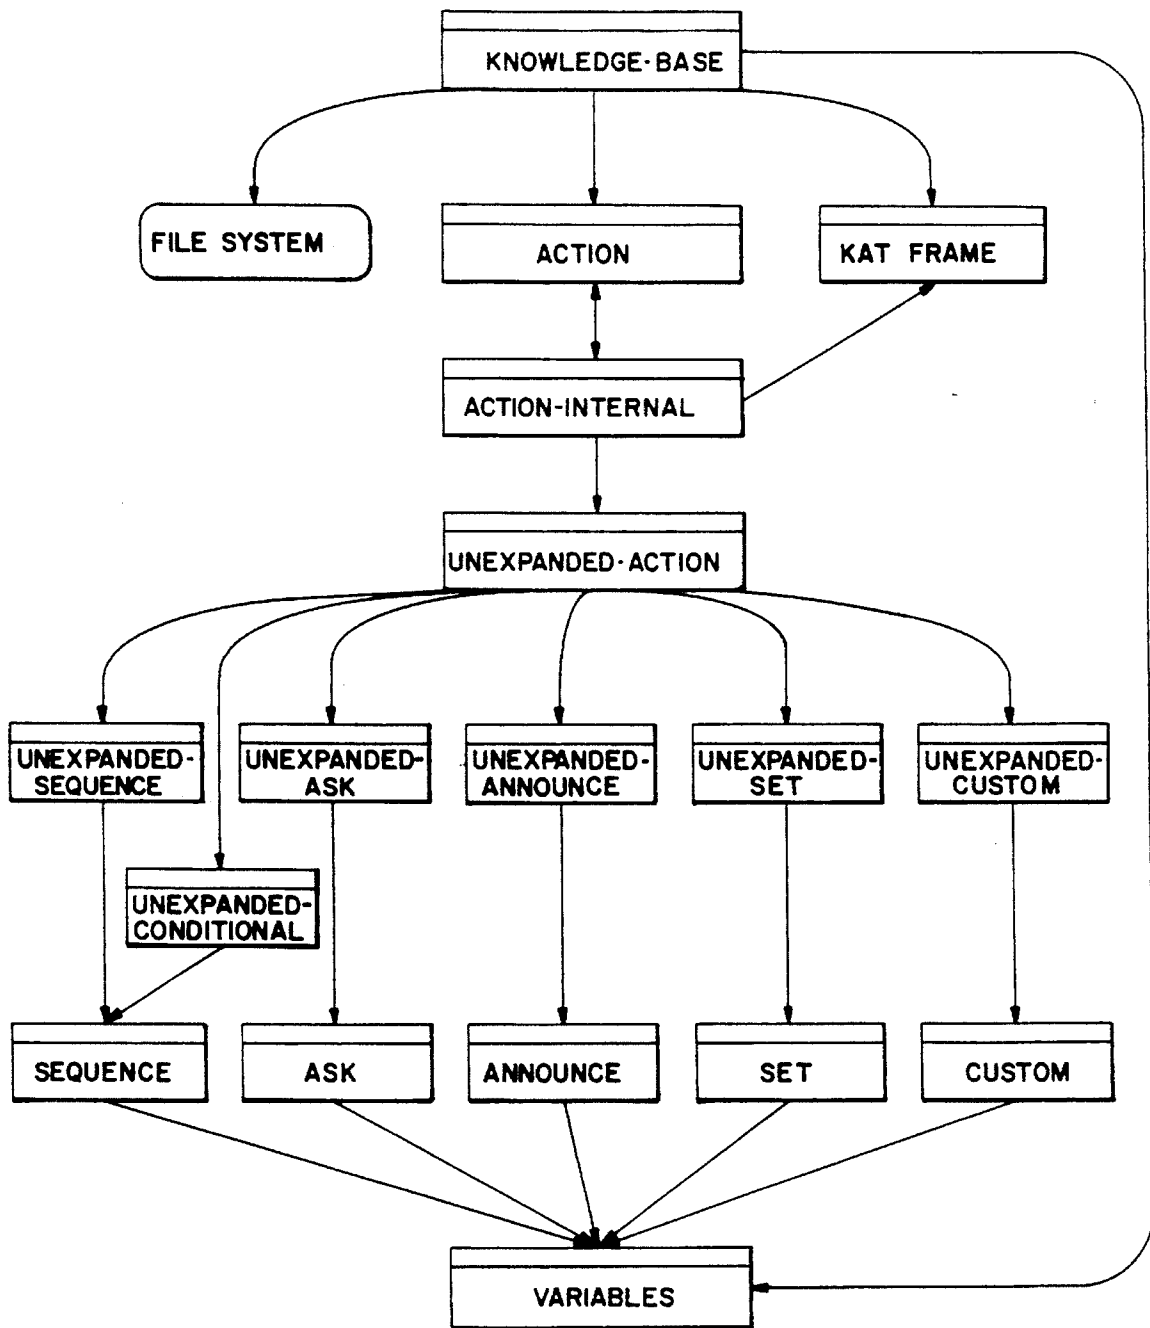 KNOWLEDGE-BASE
FILE SYSTEM
ACTION
KAT FRAME
ACTION-INTERNAL
UNEXPANDED-ACTION
UNEXPANDED-
SEQUENCE
UNEXPANDED-
ASK
UNEXPANDED-
ANNOUNCE
UNEXPANDED-
SET
UNEXPANDED-
CUSTOM
UNEXPANDED-
CONDITIONAL
SEQUENCE
ASK
ANNOUNCE
SET
CUSTOM
VARIABLES